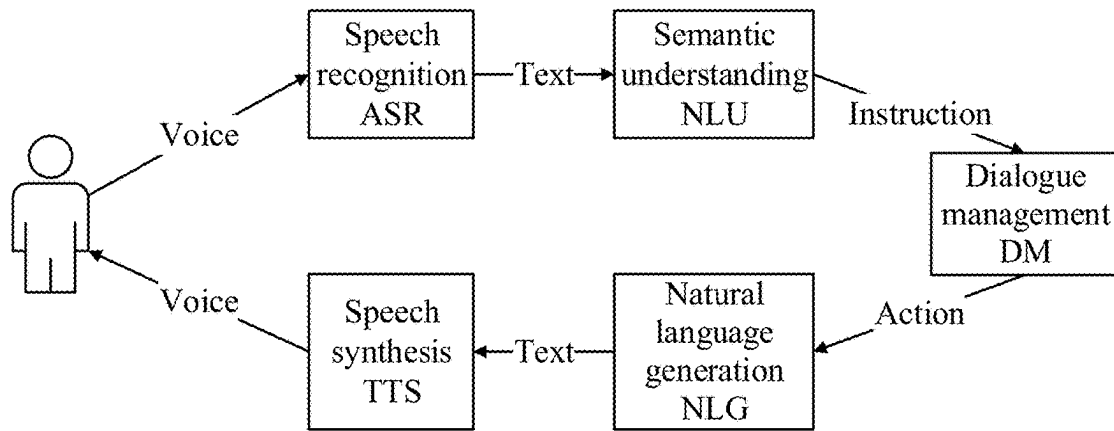 Speech
recognition
ASR
Text
Semantic
understanding
NLU
Voice
Instruction
Dialogue
management
DM
Action
Natural
language
generation
NLG
Text
Speech
synthesis
TTS
Voice